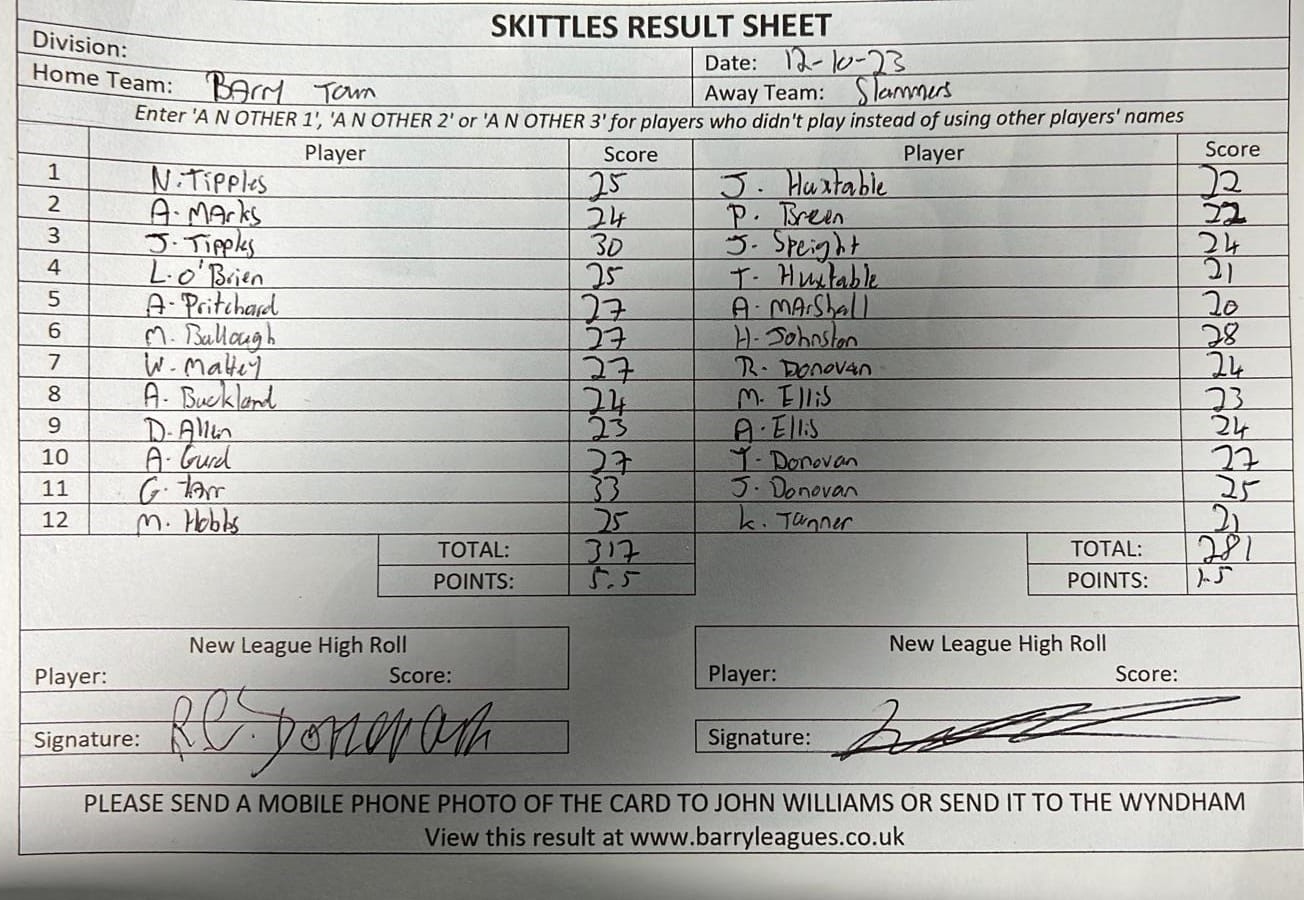 SKITTLES RESULT SHEET
Division:
Date: 12-10-23
Home Team: BArry Town
Away Team: Slammers
Enter 'A N OTHER 1', 'A N OTHER 2' or 'A N OTHER 3' for players who didn't play instead of using other players' names
Player Score Player Score
1 N. Tipples 25 J. Huxtable 22
2 A. MArks 24 P. Breen 22
3 J. Tipples 30 J. Speight 24
4 L. O'Brien 25 T. Huxtable 21
5 A. Pritchard 27 A. MArshall 20
6 M. Bullough 27 H. Johnston 28
7 W. Mattey 27 R. Donovan 24
8 A. Buckland 24 M. Ellis 23
9 D. Allen 23 A. Ellis 24
10 A. Gurd 27 T. Donovan 27
11 G. TArr 33 J. Donovan 25
12 M. Hobbs 25 K. Tanner 21
TOTAL: 317 TOTAL: 281
POINTS: 5.5 POINTS: 1.5
New League High Roll New League High Roll
Player: Score: Player: Score:
Signature: R.C. Donovan Signature:
PLEASE SEND A MOBILE PHONE PHOTO OF THE CARD TO JOHN WILLIAMS OR SEND IT TO THE WYNDHAM
View this result at www.barryleagues.co.uk